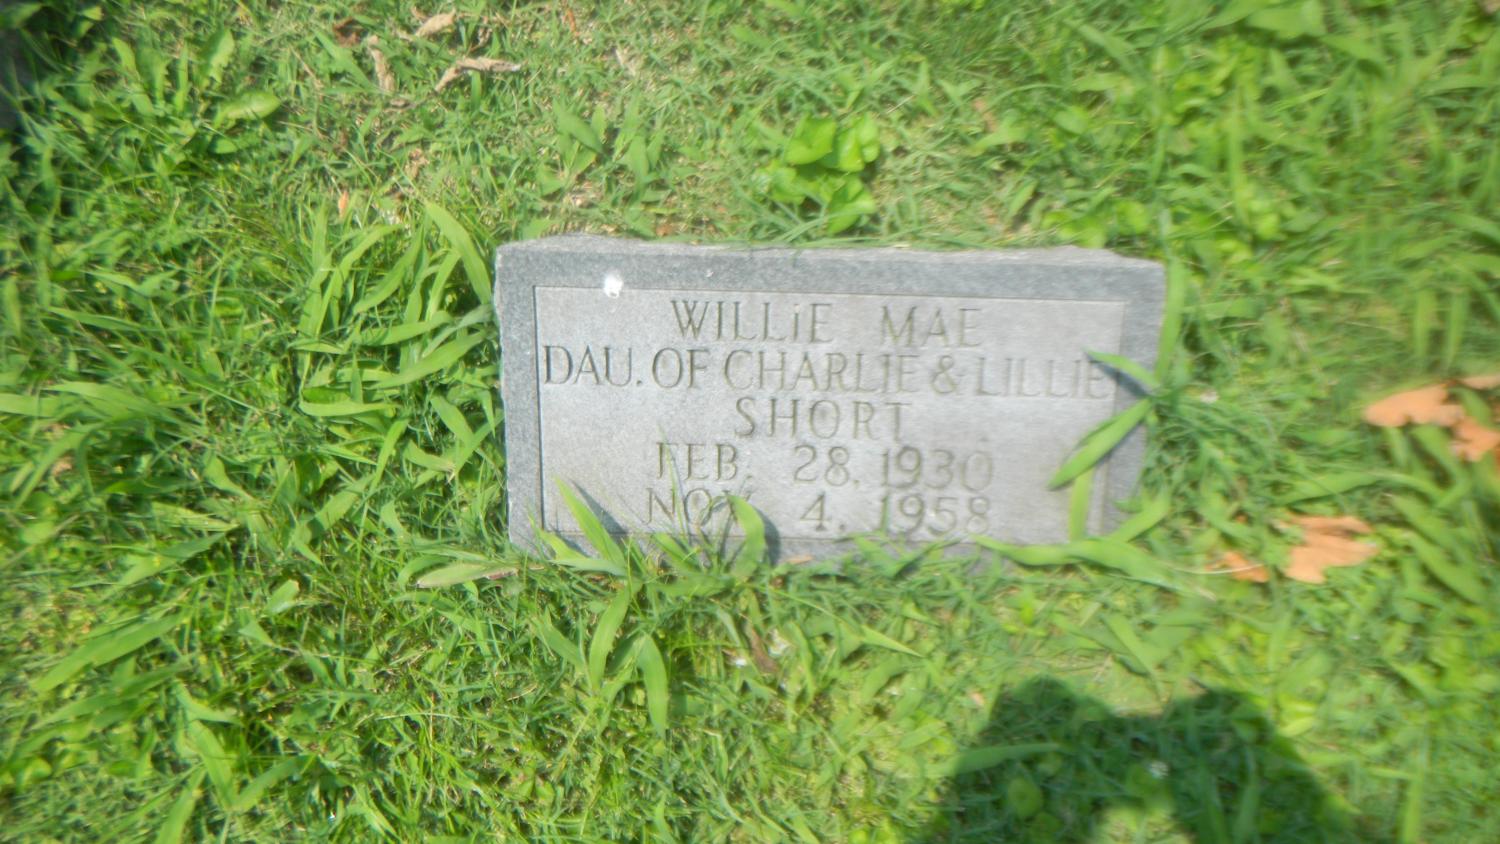 WILLIE MAE
DAU. OF CHARLIE & LILLIE
SHORT
FEB. 28, 1930
NOV. 4, 1958